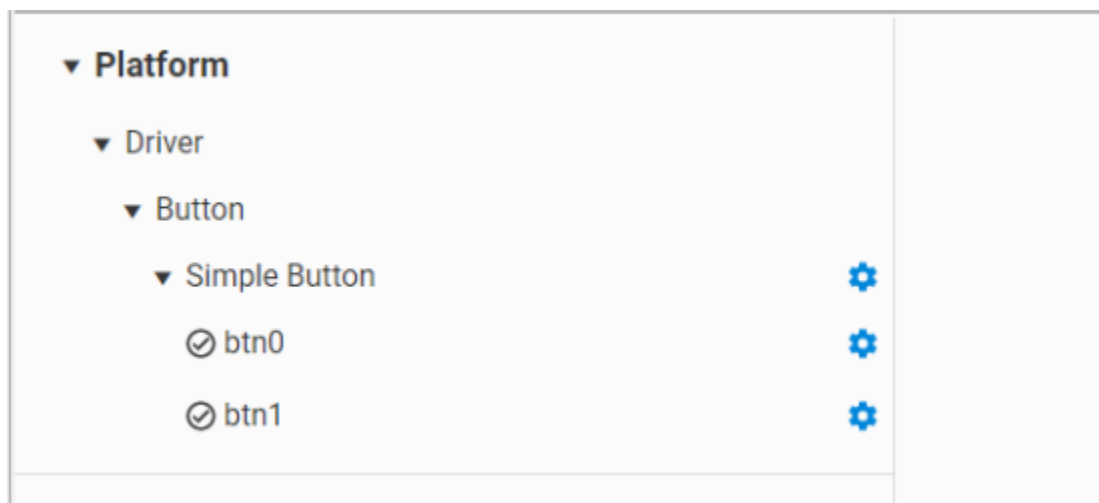 Platform
Driver
Button
Simple Button
btn0
btn1